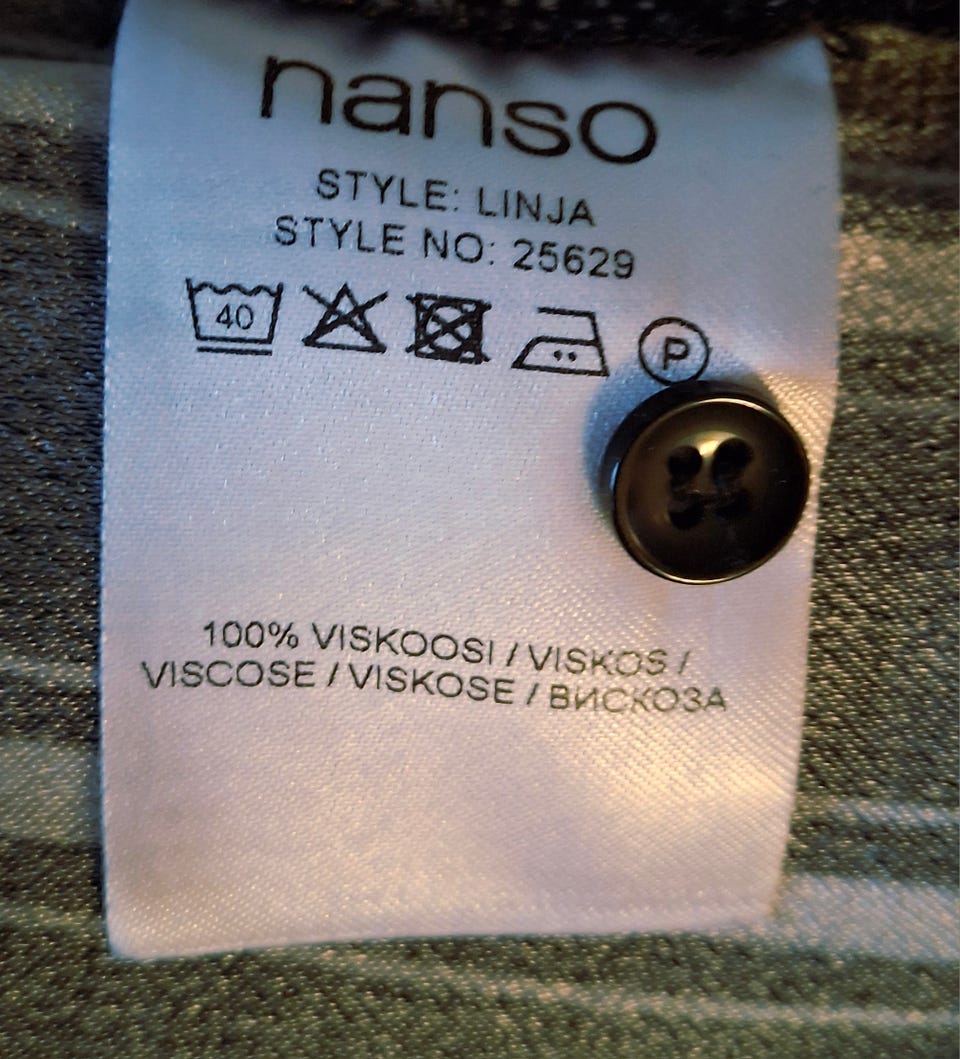 nanso
STYLE: LINJA
STYLE NO: 25629
40 P
100% VISKOOSI / VISKOS /
VISCOSE / VISKOSE / ВИСКОЗА